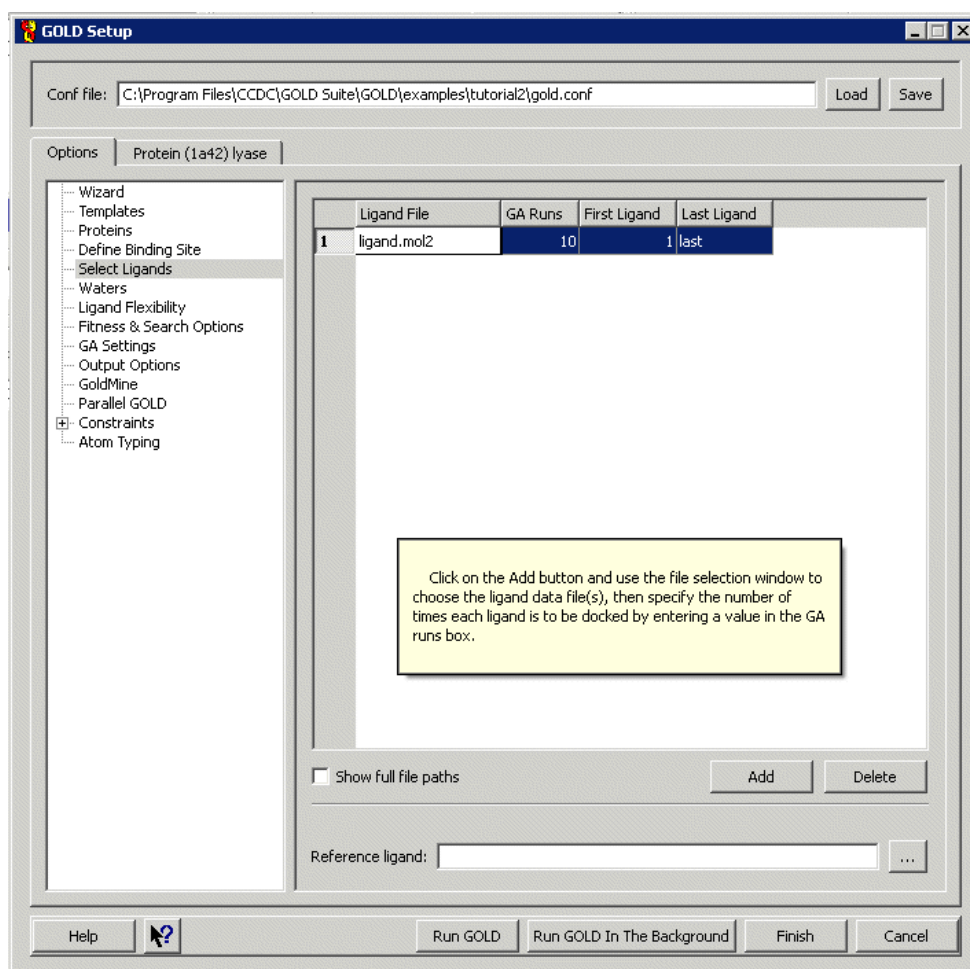 GOLD Setup
Conf file: C:\Program Files\CCDC\GOLD Suite\GOLD\examples\tutorial2\gold.conf Load Save
Options Protein (1a42) lyase
Wizard
Templates
Proteins
Define Binding Site
Select Ligands
Waters
Ligand Flexibility
Fitness & Search Options
GA Settings
Output Options
GoldMine
Parallel GOLD
Constraints
Atom Typing
Ligand File GA Runs First Ligand Last Ligand
1 ligand.mol2 10 1 last
Click on the Add button and use the file selection window to
choose the ligand data file(s), then specify the number of
times each ligand is to be docked by entering a value in the GA
runs box.
Show full file paths Add Delete
Reference ligand: ...
Help ? Run GOLD Run GOLD In The Background Finish Cancel